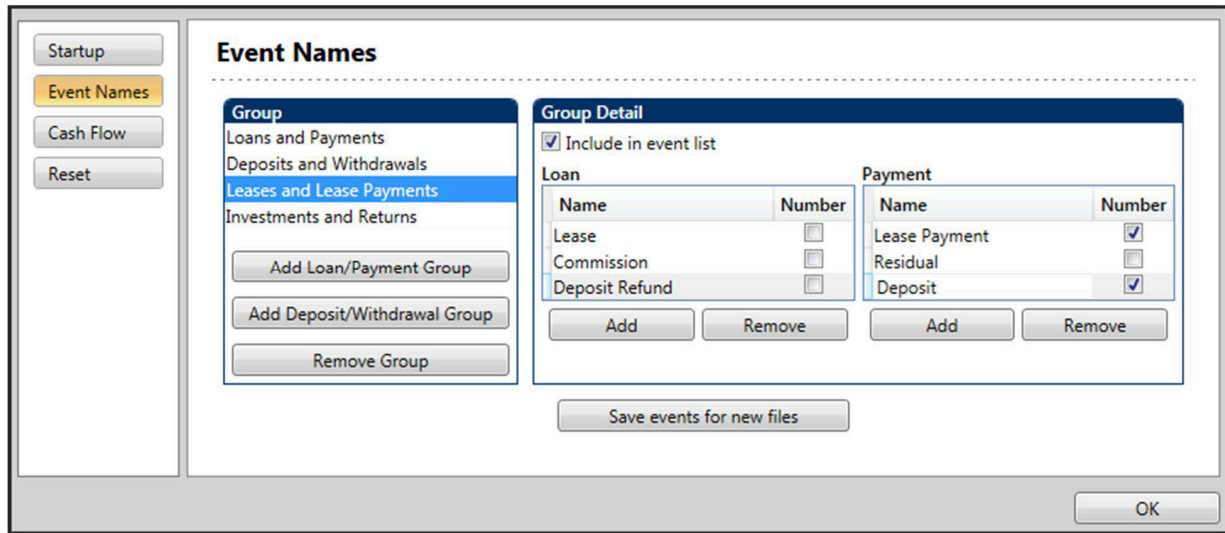 Startup
Event Names
Cash Flow
Reset
Event Names
Group
Loans and Payments
Deposits and Withdrawals
Leases and Lease Payments
Investments and Returns
Add Loan/Payment Group
Add Deposit/Withdrawal Group
Remove Group
Group Detail
Include in event list
Loan
Name Number
Lease
Commission
Deposit Refund
Add Remove
Payment
Name Number
Lease Payment
Residual
Deposit
Add Remove
Save events for new files
OK